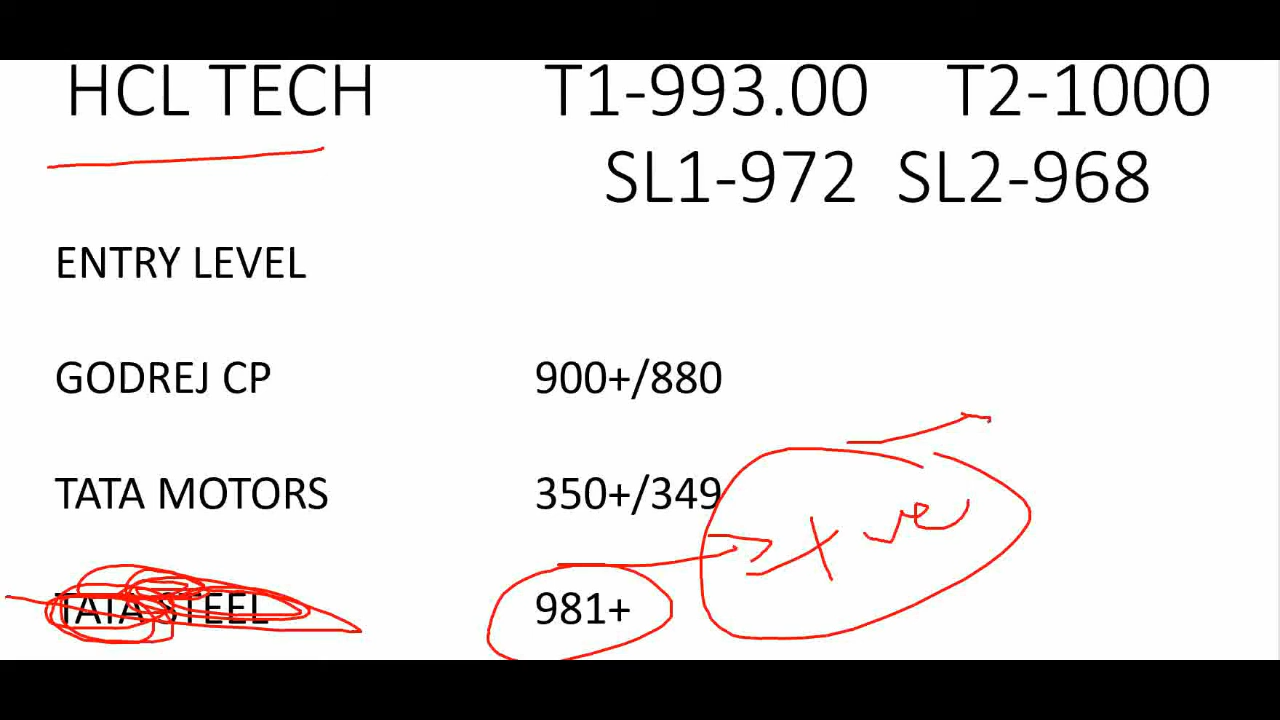 HCL TECH T1-993.00 T2-1000
SL1-972 SL2-968
ENTRY LEVEL
GODREJ CP 900+/880
TATA MOTORS 350+/349
+ve
TATA STEEL 981+